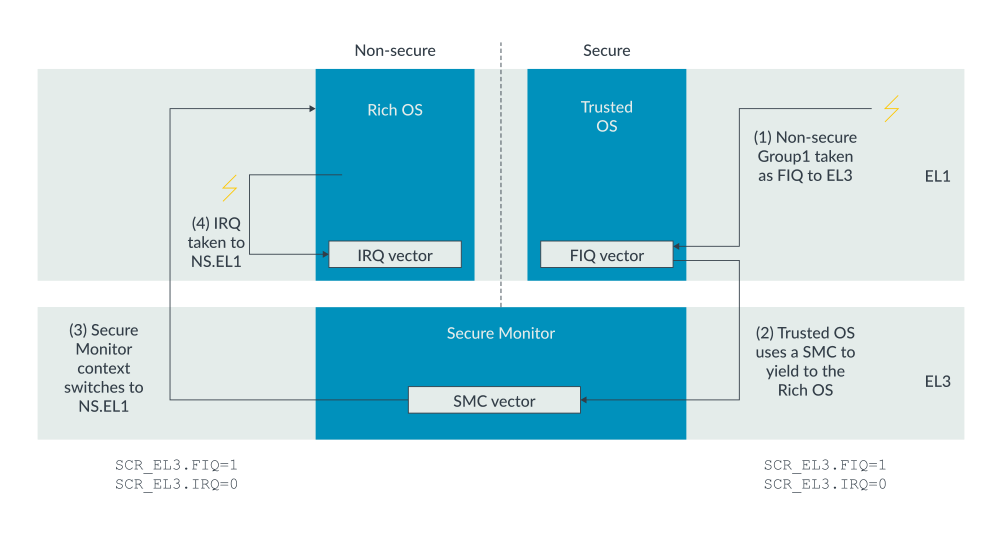 Non-secure
Secure
Rich OS
Trusted
OS
(1) Non-secure
Group1 taken
as FIQ to EL3
EL1
(4) IRQ
taken to
NS.EL1
IRQ vector
FIQ vector
(3) Secure
Monitor
context
switches to
NS.EL1
Secure Monitor
(2) Trusted OS
uses a SMC to
yield to the
Rich OS
EL3
SMC vector
SCR_EL3.FIQ=1
SCR_EL3.IRQ=0
SCR_EL3.FIQ=1
SCR_EL3.IRQ=0